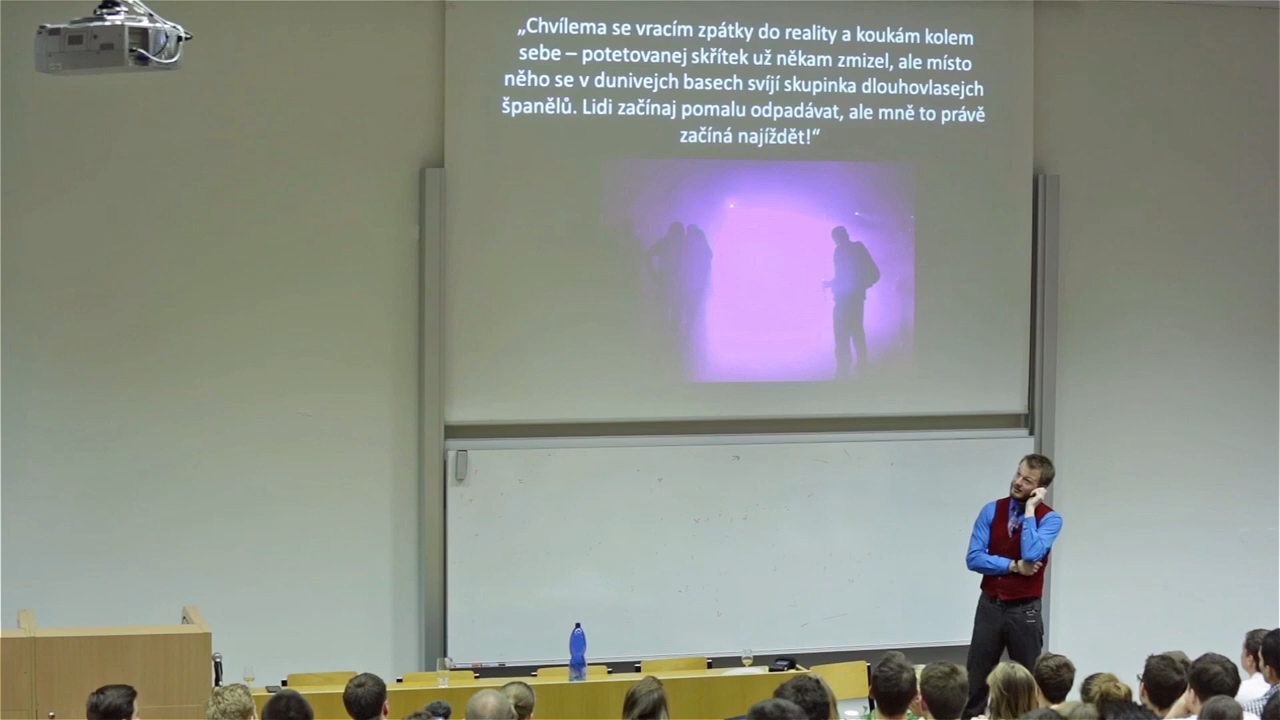 „Chvílema se vracím zpátky do reality a koukám kolem
sebe – potetovanej skřítek už někam zmizel, ale místo
něho se v dunivejch basech svíjí skupinka dlouhovlasejch
španělů. Lidi začínaj pomalu odpadávat, ale mně to právě
začíná najíždět!“